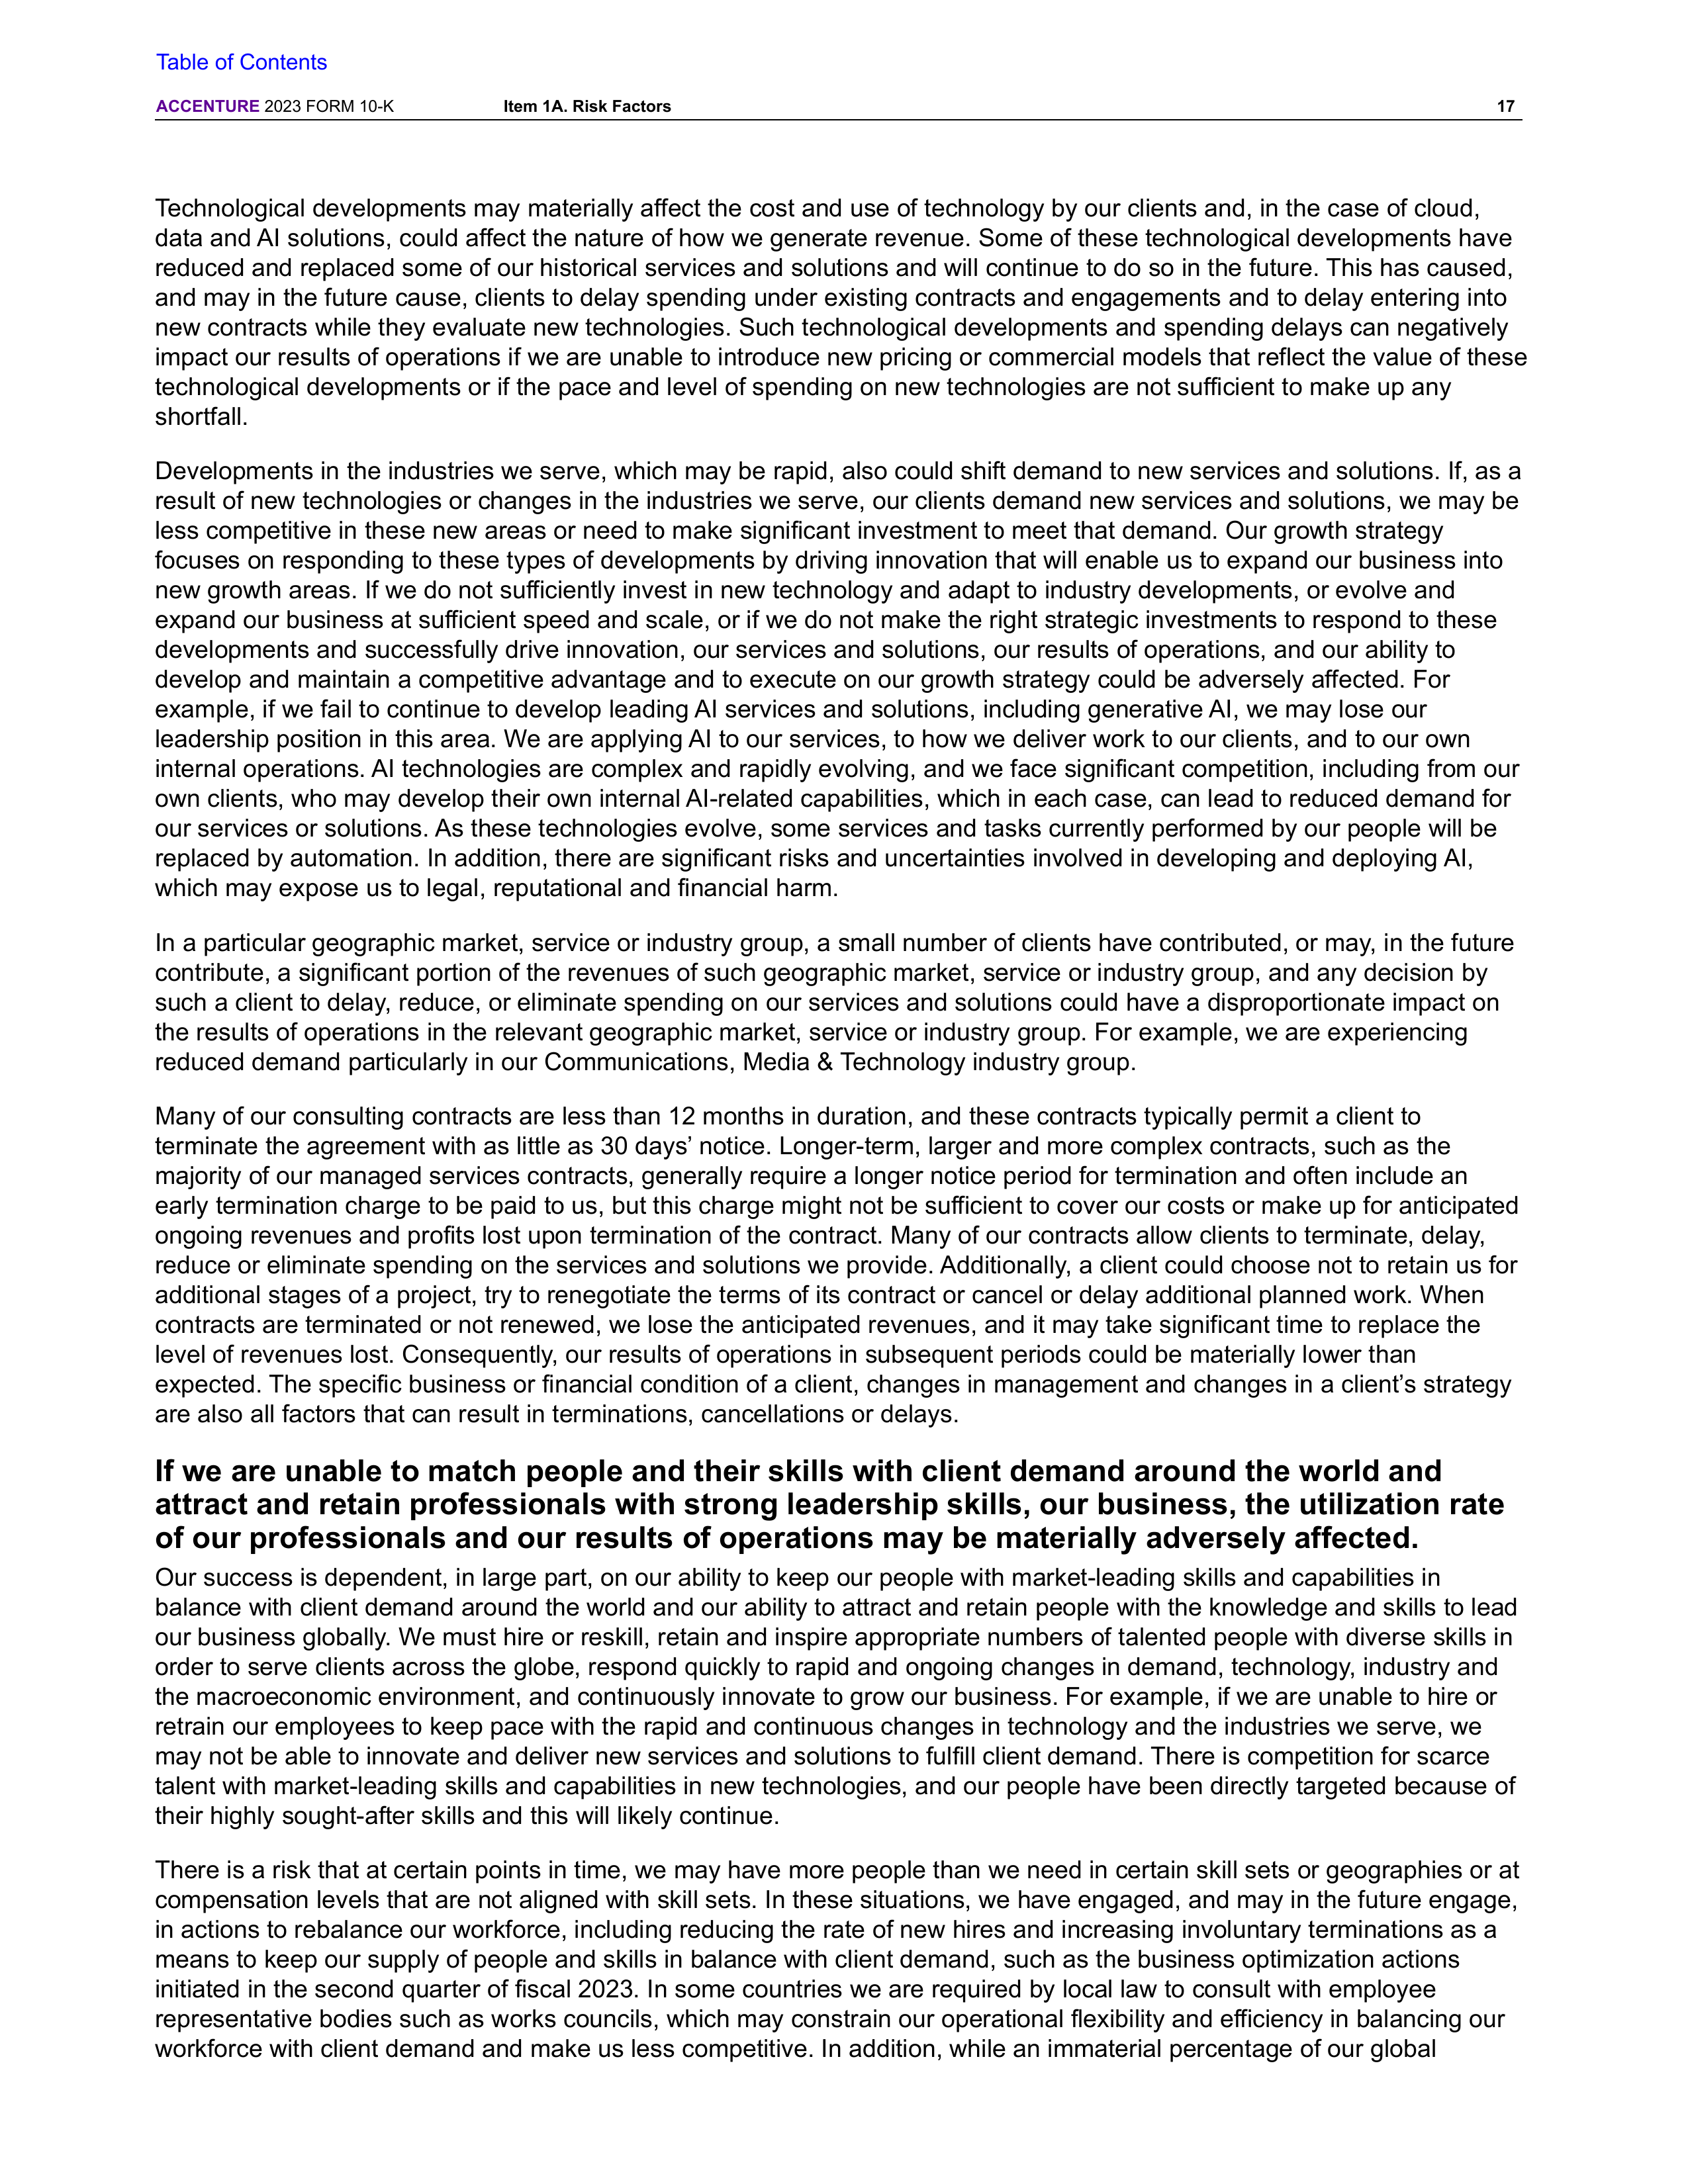 Table of Contents
ACCENTURE 2023 FORM 10-K Item 1A. Risk Factors 17
Technological developments may materially affect the cost and use of technology by our clients and, in the case of cloud,
data and AI solutions, could affect the nature of how we generate revenue. Some of these technological developments have
reduced and replaced some of our historical services and solutions and will continue to do so in the future. This has caused,
and may in the future cause, clients to delay spending under existing contracts and engagements and to delay entering into
new contracts while they evaluate new technologies. Such technological developments and spending delays can negatively
impact our results of operations if we are unable to introduce new pricing or commercial models that reflect the value of these
technological developments or if the pace and level of spending on new technologies are not sufficient to make up any
shortfall.
Developments in the industries we serve, which may be rapid, also could shift demand to new services and solutions. If, as a
result of new technologies or changes in the industries we serve, our clients demand new services and solutions, we may be
less competitive in these new areas or need to make significant investment to meet that demand. Our growth strategy
focuses on responding to these types of developments by driving innovation that will enable us to expand our business into
new growth areas. If we do not sufficiently invest in new technology and adapt to industry developments, or evolve and
expand our business at sufficient speed and scale, or if we do not make the right strategic investments to respond to these
developments and successfully drive innovation, our services and solutions, our results of operations, and our ability to
develop and maintain a competitive advantage and to execute on our growth strategy could be adversely affected. For
example, if we fail to continue to develop leading AI services and solutions, including generative AI, we may lose our
leadership position in this area. We are applying AI to our services, to how we deliver work to our clients, and to our own
internal operations. AI technologies are complex and rapidly evolving, and we face significant competition, including from our
own clients, who may develop their own internal AI-related capabilities, which in each case, can lead to reduced demand for
our services or solutions. As these technologies evolve, some services and tasks currently performed by our people will be
replaced by automation. In addition, there are significant risks and uncertainties involved in developing and deploying AI,
which may expose us to legal, reputational and financial harm.
In a particular geographic market, service or industry group, a small number of clients have contributed, or may, in the future
contribute, a significant portion of the revenues of such geographic market, service or industry group, and any decision by
such a client to delay, reduce, or eliminate spending on our services and solutions could have a disproportionate impact on
the results of operations in the relevant geographic market, service or industry group. For example, we are experiencing
reduced demand particularly in our Communications, Media & Technology industry group.
Many of our consulting contracts are less than 12 months in duration, and these contracts typically permit a client to
terminate the agreement with as little as 30 days’ notice. Longer-term, larger and more complex contracts, such as the
majority of our managed services contracts, generally require a longer notice period for termination and often include an
early termination charge to be paid to us, but this charge might not be sufficient to cover our costs or make up for anticipated
ongoing revenues and profits lost upon termination of the contract. Many of our contracts allow clients to terminate, delay,
reduce or eliminate spending on the services and solutions we provide. Additionally, a client could choose not to retain us for
additional stages of a project, try to renegotiate the terms of its contract or cancel or delay additional planned work. When
contracts are terminated or not renewed, we lose the anticipated revenues, and it may take significant time to replace the
level of revenues lost. Consequently, our results of operations in subsequent periods could be materially lower than
expected. The specific business or financial condition of a client, changes in management and changes in a client’s strategy
are also all factors that can result in terminations, cancellations or delays.
If we are unable to match people and their skills with client demand around the world and
attract and retain professionals with strong leadership skills, our business, the utilization rate
of our professionals and our results of operations may be materially adversely affected.
Our success is dependent, in large part, on our ability to keep our people with market-leading skills and capabilities in
balance with client demand around the world and our ability to attract and retain people with the knowledge and skills to lead
our business globally. We must hire or reskill, retain and inspire appropriate numbers of talented people with diverse skills in
order to serve clients across the globe, respond quickly to rapid and ongoing changes in demand, technology, industry and
the macroeconomic environment, and continuously innovate to grow our business. For example, if we are unable to hire or
retrain our employees to keep pace with the rapid and continuous changes in technology and the industries we serve, we
may not be able to innovate and deliver new services and solutions to fulfill client demand. There is competition for scarce
talent with market-leading skills and capabilities in new technologies, and our people have been directly targeted because of
their highly sought-after skills and this will likely continue.
There is a risk that at certain points in time, we may have more people than we need in certain skill sets or geographies or at
compensation levels that are not aligned with skill sets. In these situations, we have engaged, and may in the future engage,
in actions to rebalance our workforce, including reducing the rate of new hires and increasing involuntary terminations as a
means to keep our supply of people and skills in balance with client demand, such as the business optimization actions
initiated in the second quarter of fiscal 2023. In some countries we are required by local law to consult with employee
representative bodies such as works councils, which may constrain our operational flexibility and efficiency in balancing our
workforce with client demand and make us less competitive. In addition, while an immaterial percentage of our global